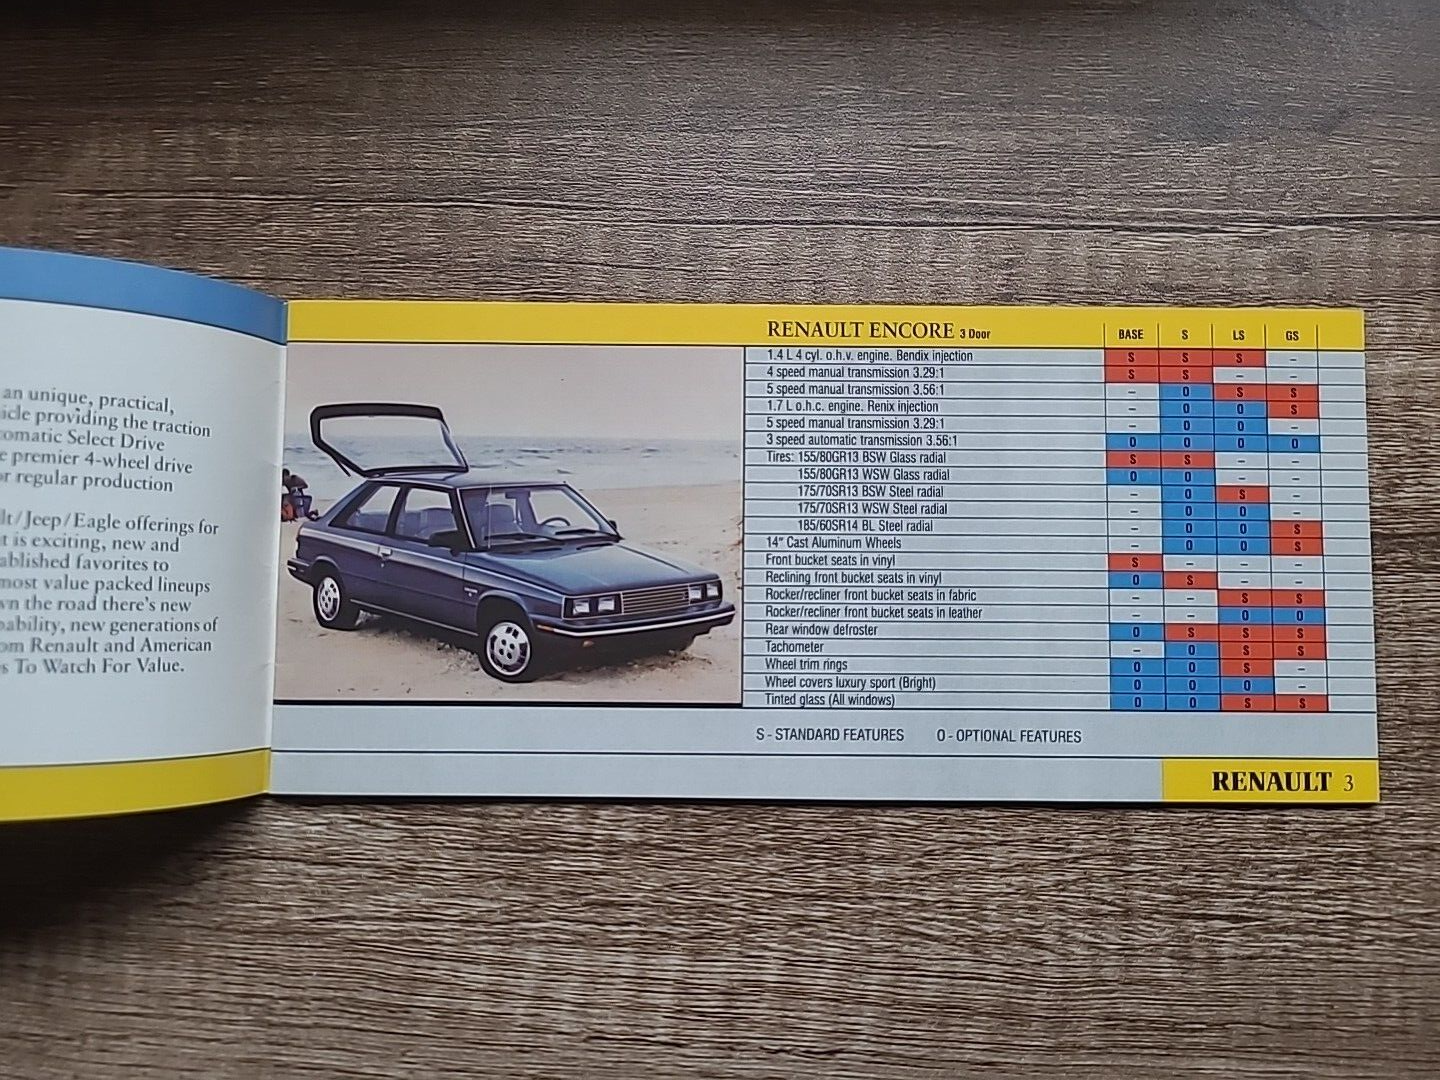 an unique, practical,
icle providing the traction
omatic Select Drive
e premier 4-wheel drive
or regular production
lt/Jeep/Eagle offerings for
t is exciting, new and
ablished favorites to
most value packed lineups
wn the road there's new
pability, new generations of
om Renault and American
s To Watch For Value.
RENAULT ENCORE 3 Door BASE S LS GS
1.4 L 4 cyl. o.h.v. engine. Bendix injection S S S –
4 speed manual transmission 3.29:1 S S – –
5 speed manual transmission 3.56:1 – O S S
1.7 L o.h.c. engine. Renix injection – O O S
5 speed manual transmission 3.29:1 – O O –
3 speed automatic transmission 3.56:1 O O O O
Tires: 155/80GR13 BSW Glass radial S S – –
155/80GR13 WSW Glass radial O O – –
175/70SR13 BSW Steel radial – O S –
175/70SR13 WSW Steel radial – O O –
185/60SR14 BL Steel radial – O O S
14" Cast Aluminum Wheels – O O S
Front bucket seats in vinyl S – – –
Reclining front bucket seats in vinyl O S – –
Rocker/recliner front bucket seats in fabric – – S S
Rocker/recliner front bucket seats in leather – – O O
Rear window defroster O S S S
Tachometer – O S S
Wheel trim rings O O S –
Wheel covers luxury sport (Bright) O O O –
Tinted glass (All windows) O O S S
S - STANDARD FEATURES O - OPTIONAL FEATURES
RENAULT 3